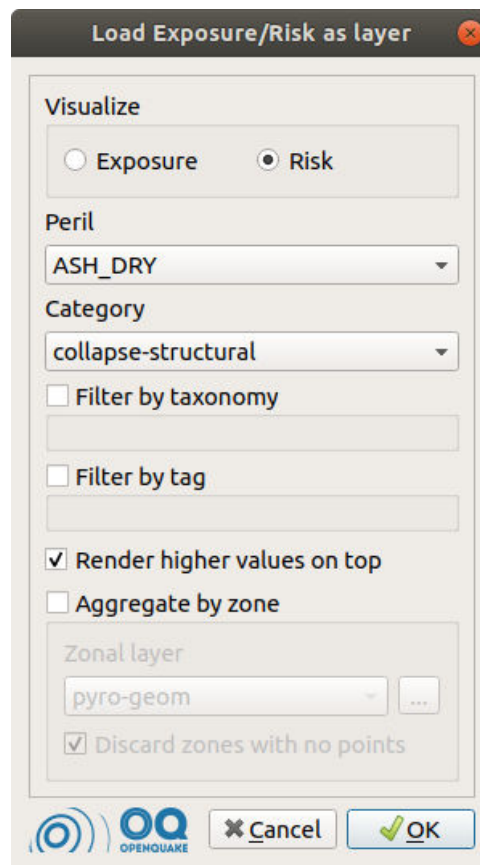 Load Exposure/Risk as layer
Visualize
Exposure Risk
Peril
ASH_DRY
Category
collapse-structural
Filter by taxonomy
Filter by tag
Render higher values on top
Aggregate by zone
Zonal layer
pyro-geom ...
Discard zones with no points
OQ
OPENQUAKE
Cancel OK